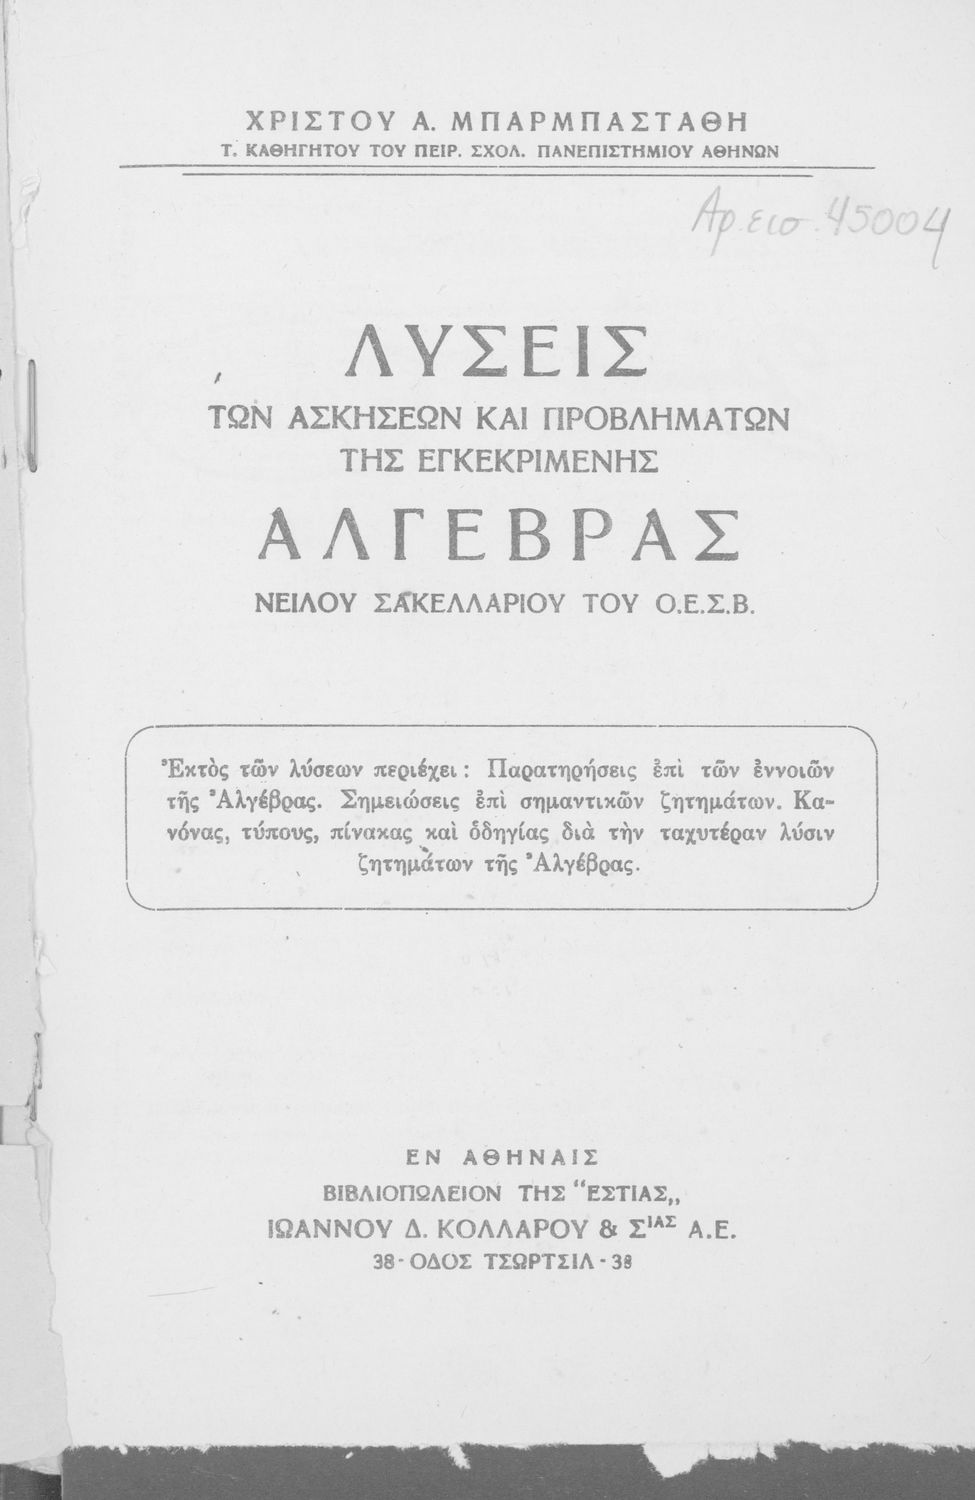 ΧΡΙΣΤΟΥ Α. ΜΠΑΡΜΠΑΣΤΑΘΗ
Τ. ΚΑΘΗΓΗΤΟΥ ΤΟΥ ΠΕΙΡ. ΣΧΟΛ. ΠΑΝΕΠΙΣΤΗΜΙΟΥ ΑΘΗΝΩΝ
Αρ. εισ. 45004
ΛΥΣΕΙΣ
ΤΩΝ ΑΣΚΗΣΕΩΝ ΚΑΙ ΠΡΟΒΛΗΜΑΤΩΝ
ΤΗΣ ΕΓΚΕΚΡΙΜΕΝΗΣ
ΑΛΓΕΒΡΑΣ
ΝΕΙΛΟΥ ΣΑΚΕΛΛΑΡΙΟΥ ΤΟΥ Ο.Ε.Σ.Β.
Ἐκτὸς τῶν λύσεων περιέχει : Παρατηρήσεις ἐπὶ τῶν ἐννοιῶν
τῆς Ἀλγέβρας. Σημειώσεις ἐπὶ σημαντικῶν ζητημάτων. Κα-
νόνας, τύπους, πίνακας καὶ ὁδηγίας διὰ τὴν ταχυτέραν λύσιν
ζητημάτων τῆς Ἀλγέβρας.
ΕΝ ΑΘΗΝΑΙΣ
ΒΙΒΛΙΟΠΩΛΕΙΟΝ ΤΗΣ “ΕΣΤΙΑΣ„
ΙΩΑΝΝΟΥ Δ. ΚΟΛΛΑΡΟΥ & ΣΙΑΣ Α.Ε.
38 - ΟΔΟΣ ΤΣΩΡΤΣΙΛ - 38